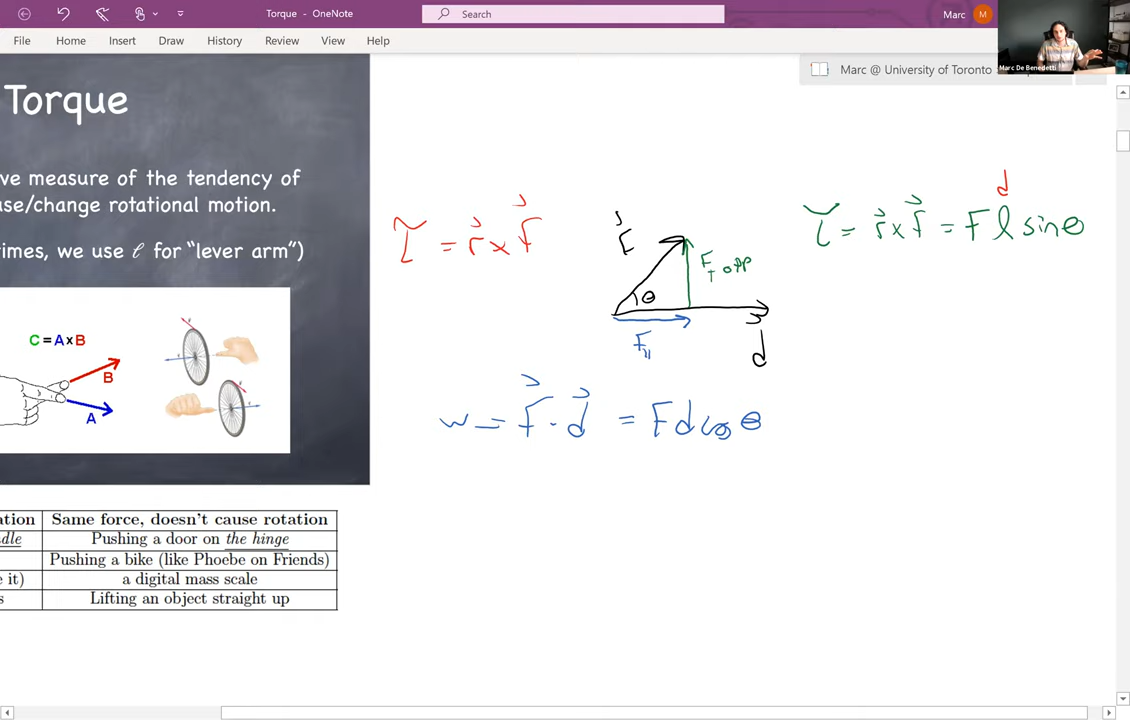 Torque - OneNote
Search
Marc
M
File Home Insert Draw History Review View Help
Marc De Benedetti
Marc @ University of Toronto
Torque
ve measure of the tendency of
use/change rotational motion.
imes, we use ℓ for “lever arm”)
C = A x B
B
A
ation Same force, doesn't cause rotation
dle Pushing a door on the hinge
Pushing a bike (like Phoebe on Friends)
e it) a digital mass scale
s Lifting an object straight up
τ = r⃗ x F⃗
F⃗
θ
F⊥ opp
F∥
d⃗
d
τ = r⃗ x F⃗ = F ℓ sinθ
W = F⃗ · d⃗ = F d cos θ